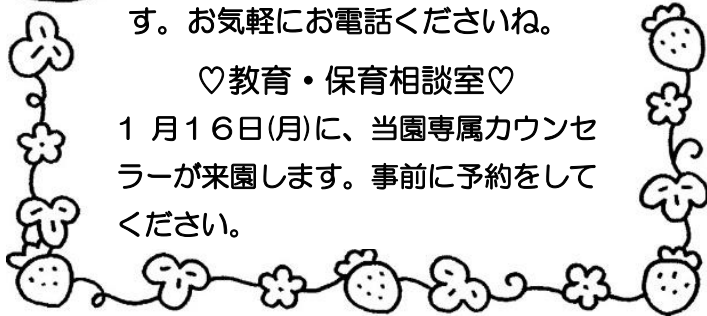 す。お気軽にお電話くださいね。
♡教育・保育相談室♡
1 月１６日(月)に、当園専属カウンセ
ラーが来園します。事前に予約をして
ください。